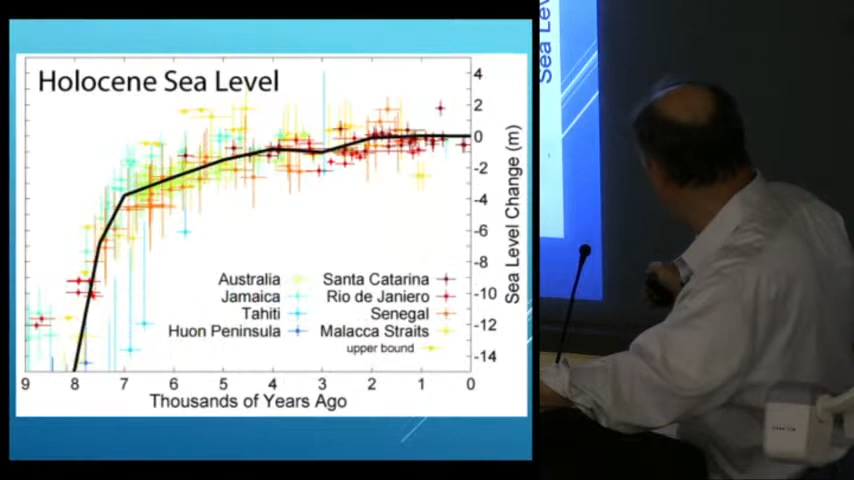 Holocene Sea Level
4
2
0
-2
-4
-6
-8
-10
-12
-14
Sea Level Change (m)
Australia
Jamaica
Tahiti
Huon Peninsula
Santa Catarina
Rio de Janiero
Senegal
Malacca Straits
upper bound
9 8 7 6 5 4 3 2 1 0
Thousands of Years Ago
Sea Lev